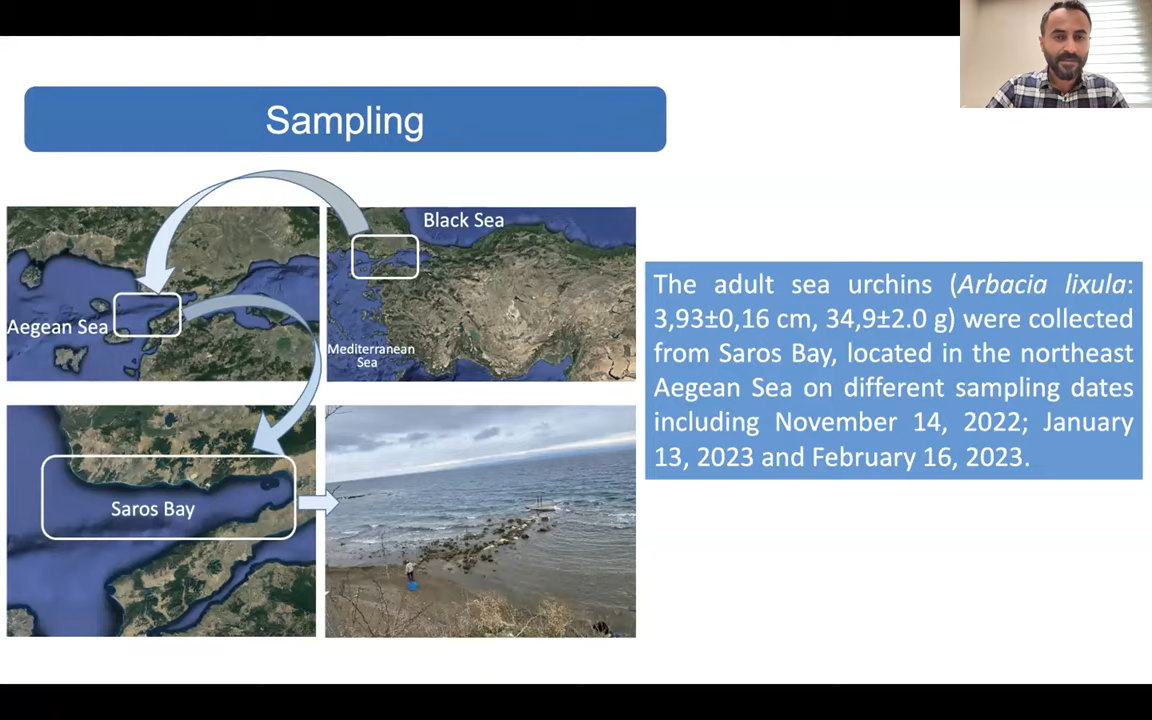 Sampling
Black Sea
Aegean Sea
Mediterranean
Sea
Saros Bay
The adult sea urchins (Arbacia lixula:
3,93±0,16 cm, 34,9±2.0 g) were collected
from Saros Bay, located in the northeast
Aegean Sea on different sampling dates
including November 14, 2022; January
13, 2023 and February 16, 2023.